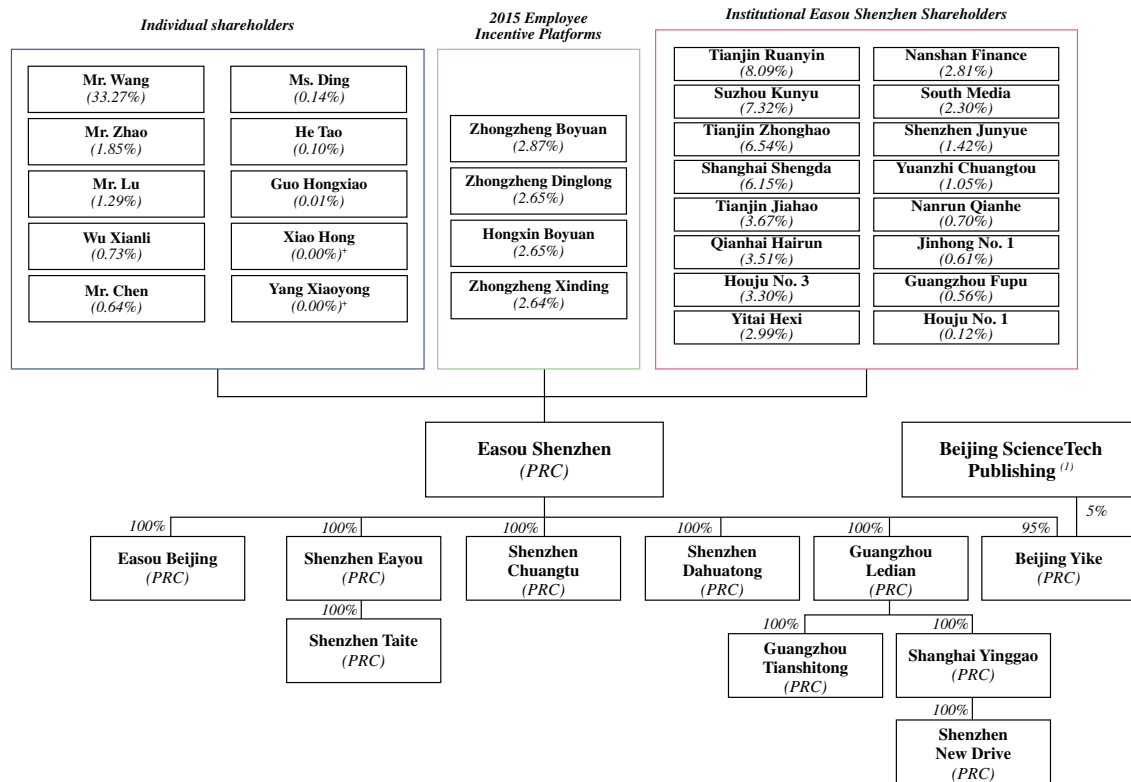 Individual shareholders
2015 Employee
Incentive Platforms
Institutional Easou Shenzhen Shareholders
Mr. Wang
(33.27%)
Ms. Ding
(0.14%)
Mr. Zhao
(1.85%)
He Tao
(0.10%)
Mr. Lu
(1.29%)
Guo Hongxiao
(0.01%)
Wu Xianli
(0.73%)
Xiao Hong
(0.00%)+
Mr. Chen
(0.64%)
Yang Xiaoyong
(0.00%)+
Zhongzheng Boyuan
(2.87%)
Zhongzheng Dinglong
(2.65%)
Hongxin Boyuan
(2.65%)
Zhongzheng Xinding
(2.64%)
Tianjin Ruanyin
(8.09%)
Nanshan Finance
(2.81%)
Suzhou Kunyu
(7.32%)
South Media
(2.30%)
Tianjin Zhonghao
(6.54%)
Shenzhen Junyue
(1.42%)
Shanghai Shengda
(6.15%)
Yuanzhi Chuangtou
(1.05%)
Tianjin Jiahao
(3.67%)
Nanrun Qianhe
(0.70%)
Qianhai Hairun
(3.51%)
Jinhong No. 1
(0.61%)
Houju No. 3
(3.30%)
Guangzhou Fupu
(0.56%)
Yitai Hexi
(2.99%)
Houju No. 1
(0.12%)
Easou Shenzhen
(PRC)
Beijing ScienceTech
Publishing (1)
100%
100%
100%
100%
100%
95%
5%
Easou Beijing
(PRC)
Shenzhen Eayou
(PRC)
Shenzhen
Chuangtu
(PRC)
Shenzhen
Dahuatong
(PRC)
Guangzhou
Ledian
(PRC)
Beijing Yike
(PRC)
100%
Shenzhen Taite
(PRC)
100%
100%
Guangzhou
Tianshitong
(PRC)
Shanghai Yinggao
(PRC)
100%
Shenzhen
New Drive
(PRC)